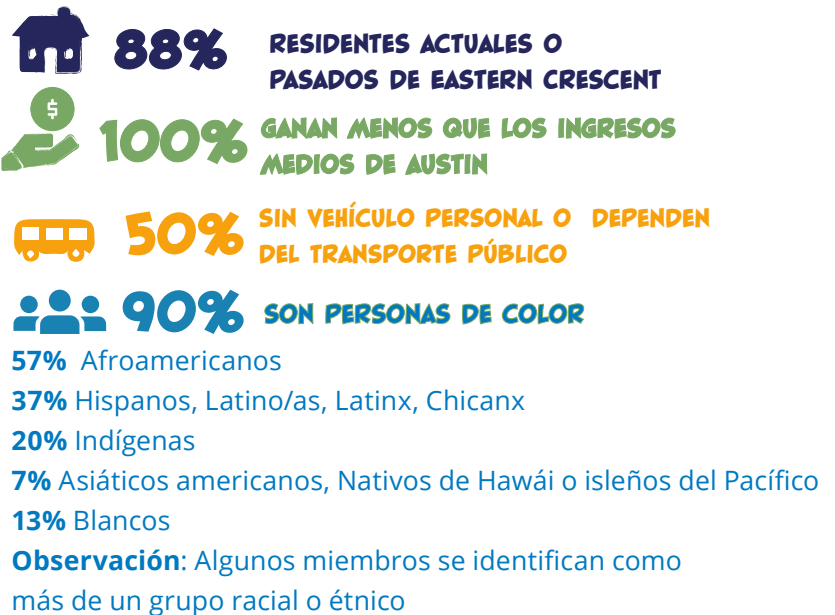 88% RESIDENTES ACTUALES O
PASADOS DE EASTERN CRESCENT
$
100% GANAN MENOS QUE LOS INGRESOS
MEDIOS DE AUSTIN
50% SIN VEHÍCULO PERSONAL O DEPENDEN
DEL TRANSPORTE PÚBLICO
90% SON PERSONAS DE COLOR
57% Afroamericanos
37% Hispanos, Latino/as, Latinx, Chicanx
20% Indígenas
7% Asiáticos americanos, Nativos de Hawái o isleños del Pacífico
13% Blancos
Observación: Algunos miembros se identifican como
más de un grupo racial o étnico